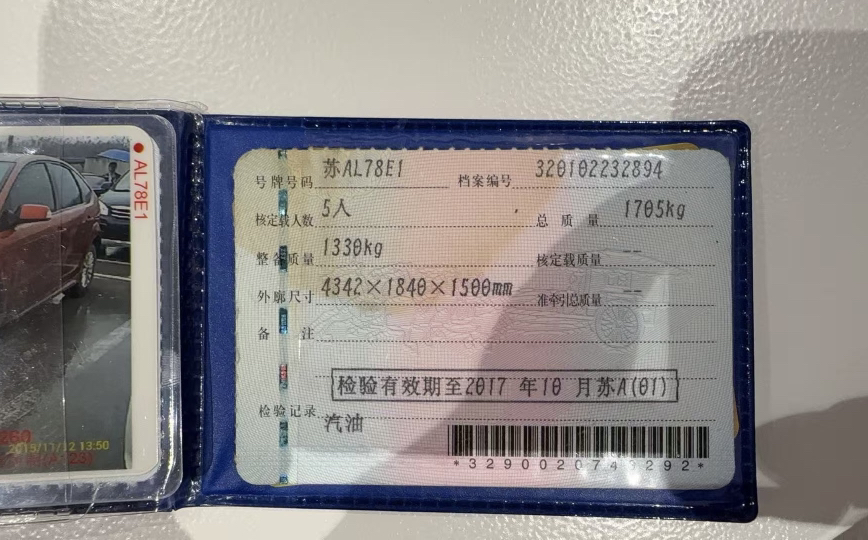 AL78E1
2015/11/12 13:50
号牌号码 苏AL78E1 档案编号 320102232894
核定载人数 5人 总质量 1705kg
整备质量 1330kg 核定载质量 --
外廓尺寸 4342×1840×1500mm 准牵引总质量 --
备注
检验有效期至2017年10月苏A(01)
检验记录 汽油